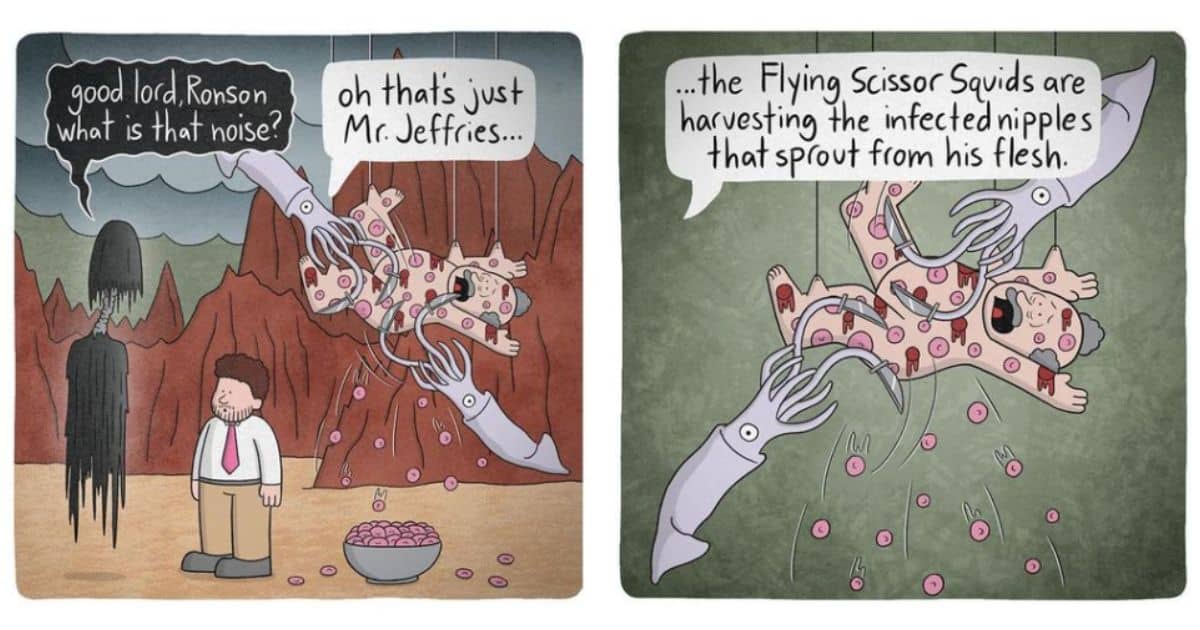 good lord, Ronson
what is that noise?
oh that's just
Mr. Jeffries...
...the Flying Scissor Squids are
harvesting the infected nipples
that sprout from his flesh.